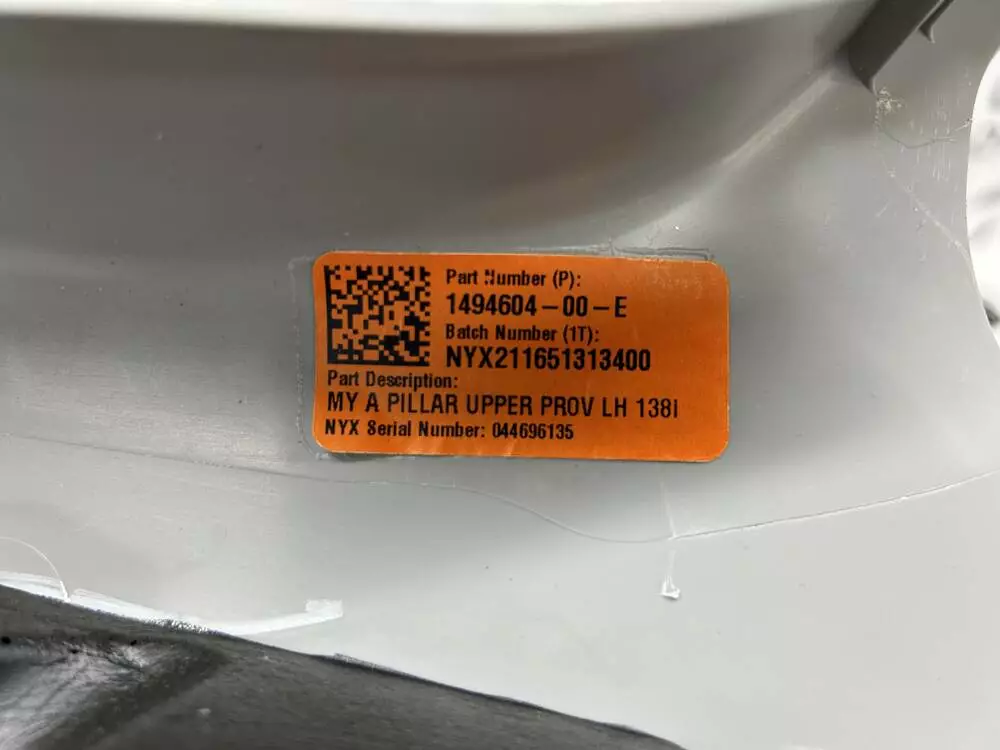 Part Number (P):
1494604-00-E
Batch Number (1T):
NYX211651313400
Part Description:
MY A PILLAR UPPER PROV LH 138I
NYX Serial Number: 044696135